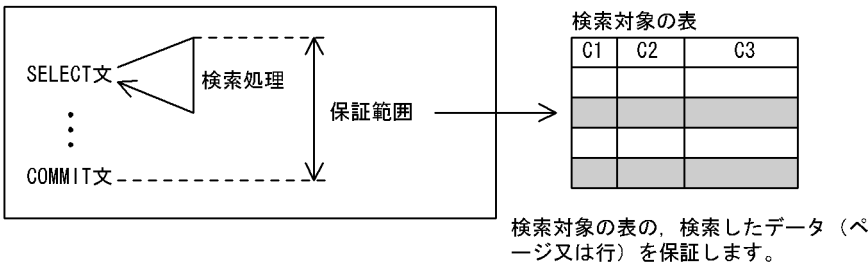 検索対象の表
C1 C2 C3
SELECT文
検索処理
保証範囲
COMMIT文
検索対象の表の，検索したデータ（ペ
ージ又は行）を保証します。